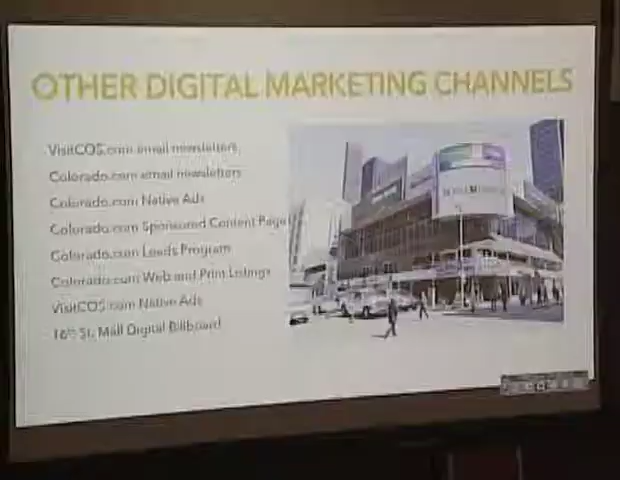 OTHER DIGITAL MARKETING CHANNELS
VisitCOS.com email newsletters
Colorado.com email newsletters
Colorado.com Native Ads
Colorado.com Sponsored Content Page
Colorado.com Leads Program
Colorado.com Web and Print Listings
VisitCOS.com Native Ads
16th St. Mall Digital Billboard